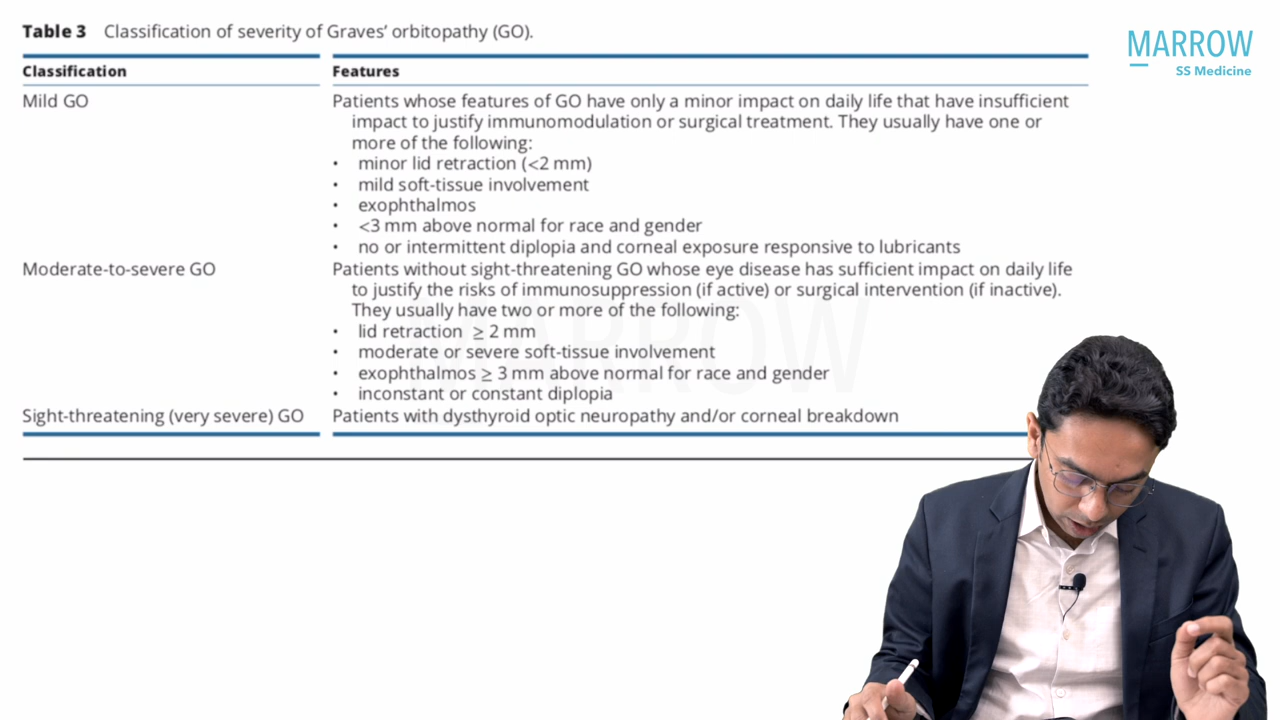 Table 3 Classification of severity of Graves' orbitopathy (GO).
MARROW
SS Medicine
Classification Features
Mild GO Patients whose features of GO have only a minor impact on daily life that have insufficient
impact to justify immunomodulation or surgical treatment. They usually have one or
more of the following:
• minor lid retraction (<2 mm)
• mild soft-tissue involvement
• exophthalmos
• <3 mm above normal for race and gender
• no or intermittent diplopia and corneal exposure responsive to lubricants
Moderate-to-severe GO Patients without sight-threatening GO whose eye disease has sufficient impact on daily life
to justify the risks of immunosuppression (if active) or surgical intervention (if inactive).
They usually have two or more of the following:
• lid retraction ≥ 2 mm
• moderate or severe soft-tissue involvement
• exophthalmos ≥ 3 mm above normal for race and gender
• inconstant or constant diplopia
Sight-threatening (very severe) GO Patients with dysthyroid optic neuropathy and/or corneal breakdown
MARROW